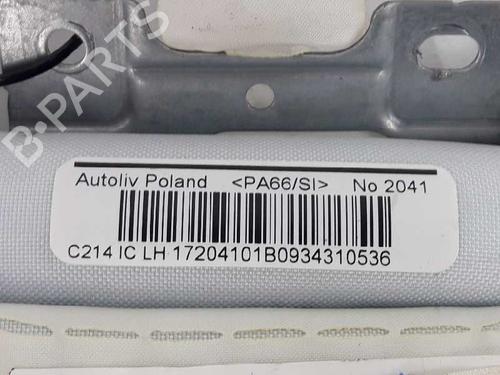 B-PARTS
Autoliv Poland <PA66/SI> No 2041
C214 IC LH 17204101B0934310536